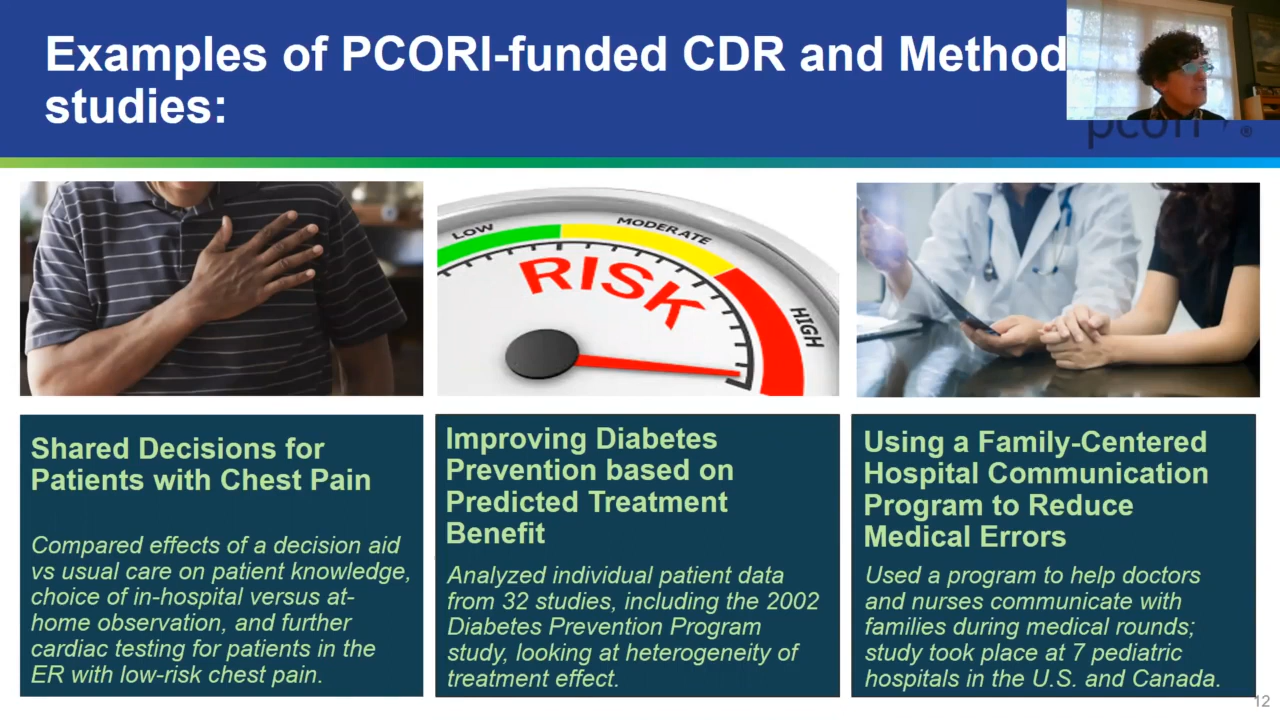 Examples of PCORI-funded CDR and Method
studies:
pcori
®
LOW
MODERATE
HIGH
RISK
Shared Decisions for
Patients with Chest Pain
Compared effects of a decision aid
vs usual care on patient knowledge,
choice of in-hospital versus at-
home observation, and further
cardiac testing for patients in the
ER with low-risk chest pain.
Improving Diabetes
Prevention based on
Predicted Treatment
Benefit
Analyzed individual patient data
from 32 studies, including the 2002
Diabetes Prevention Program
study, looking at heterogeneity of
treatment effect.
Using a Family-Centered
Hospital Communication
Program to Reduce
Medical Errors
Used a program to help doctors
and nurses communicate with
families during medical rounds;
study took place at 7 pediatric
hospitals in the U.S. and Canada.
12